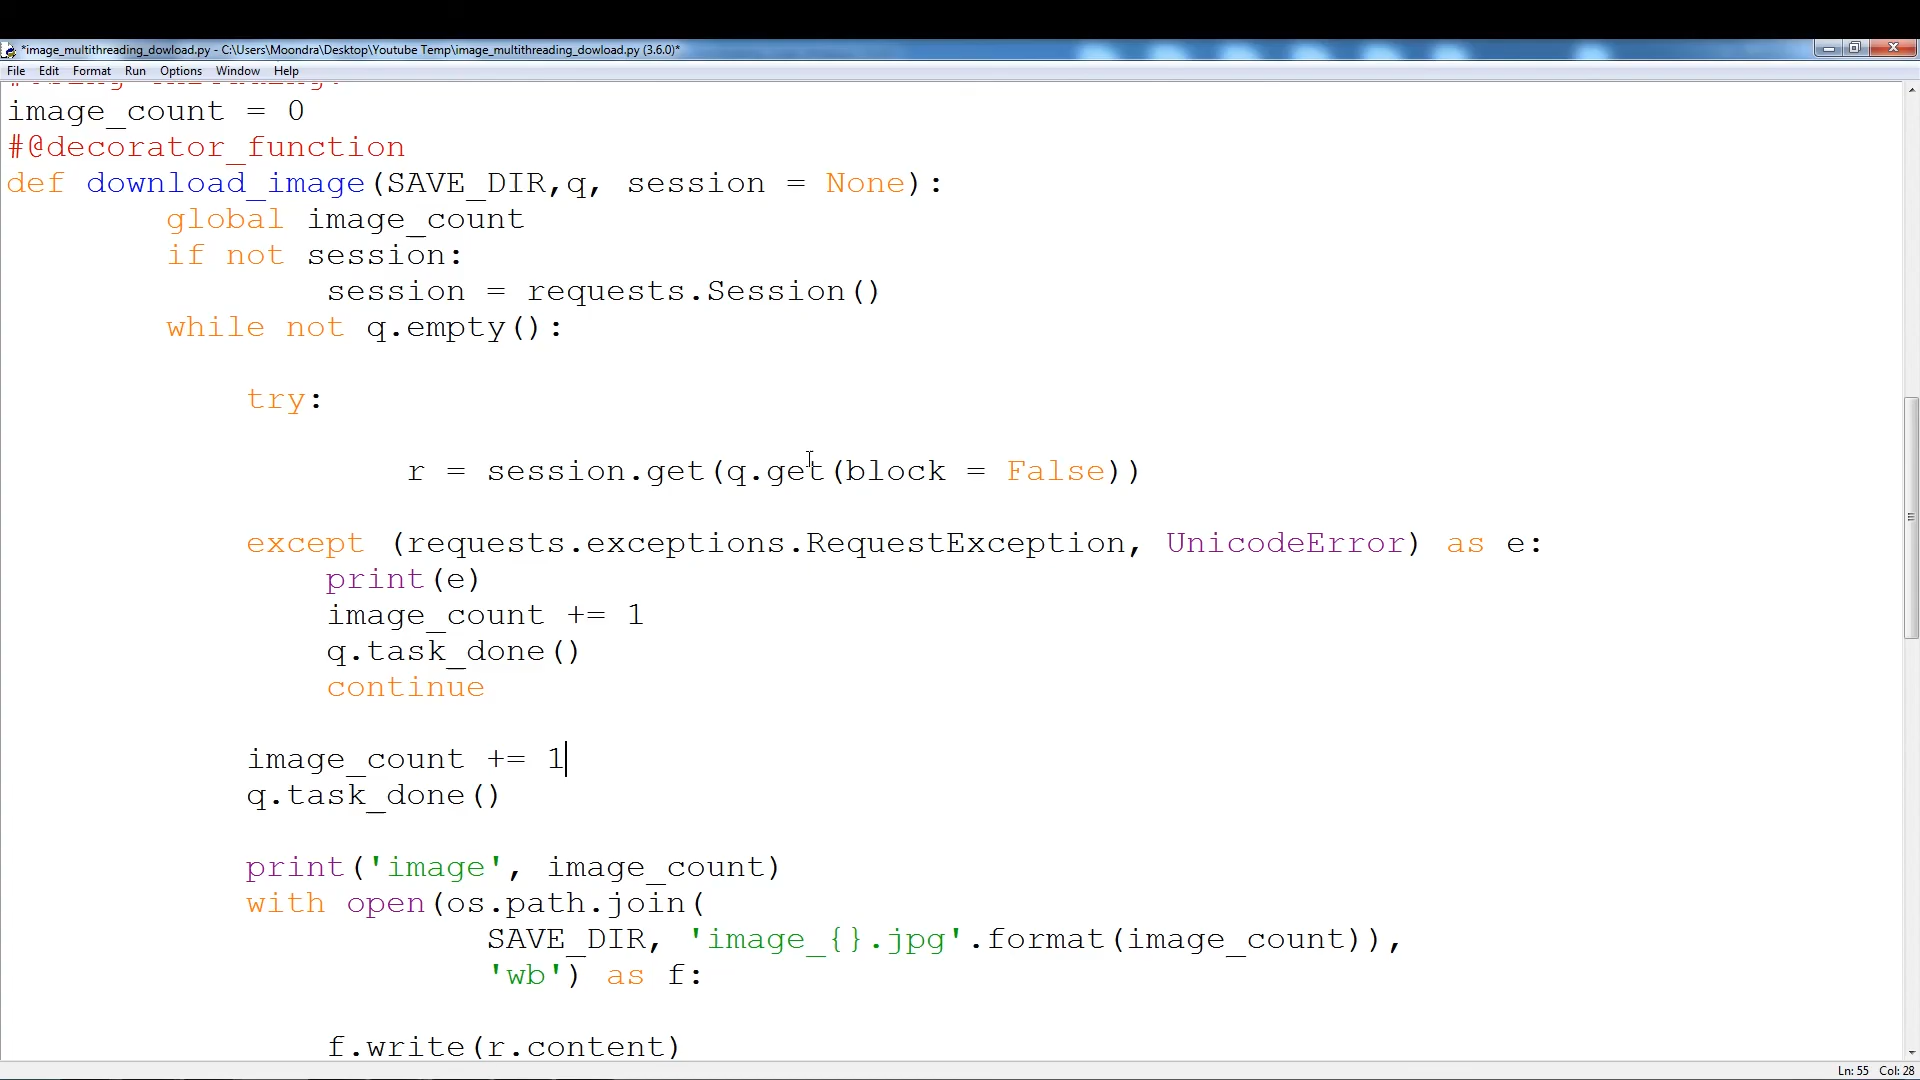 *image_multithreading_dowload.py - C:\Users\Moondra\Desktop\Youtube Temp\image_multithreading_dowload.py (3.6.0)*
File Edit Format Run Options Window Help
image_count = 0
#@decorator_function
def download_image(SAVE_DIR,q, session = None):
global image_count
if not session:
session = requests.Session()
while not q.empty():
try:
r = session.get(q.get(block = False))
except (requests.exceptions.RequestException, UnicodeError) as e:
print(e)
image_count += 1
q.task_done()
continue
image_count += 1
q.task_done()
print('image', image_count)
with open(os.path.join(
SAVE_DIR, 'image_{}.jpg'.format(image_count)),
'wb') as f:
f.write(r.content)
Ln: 55 Col: 28